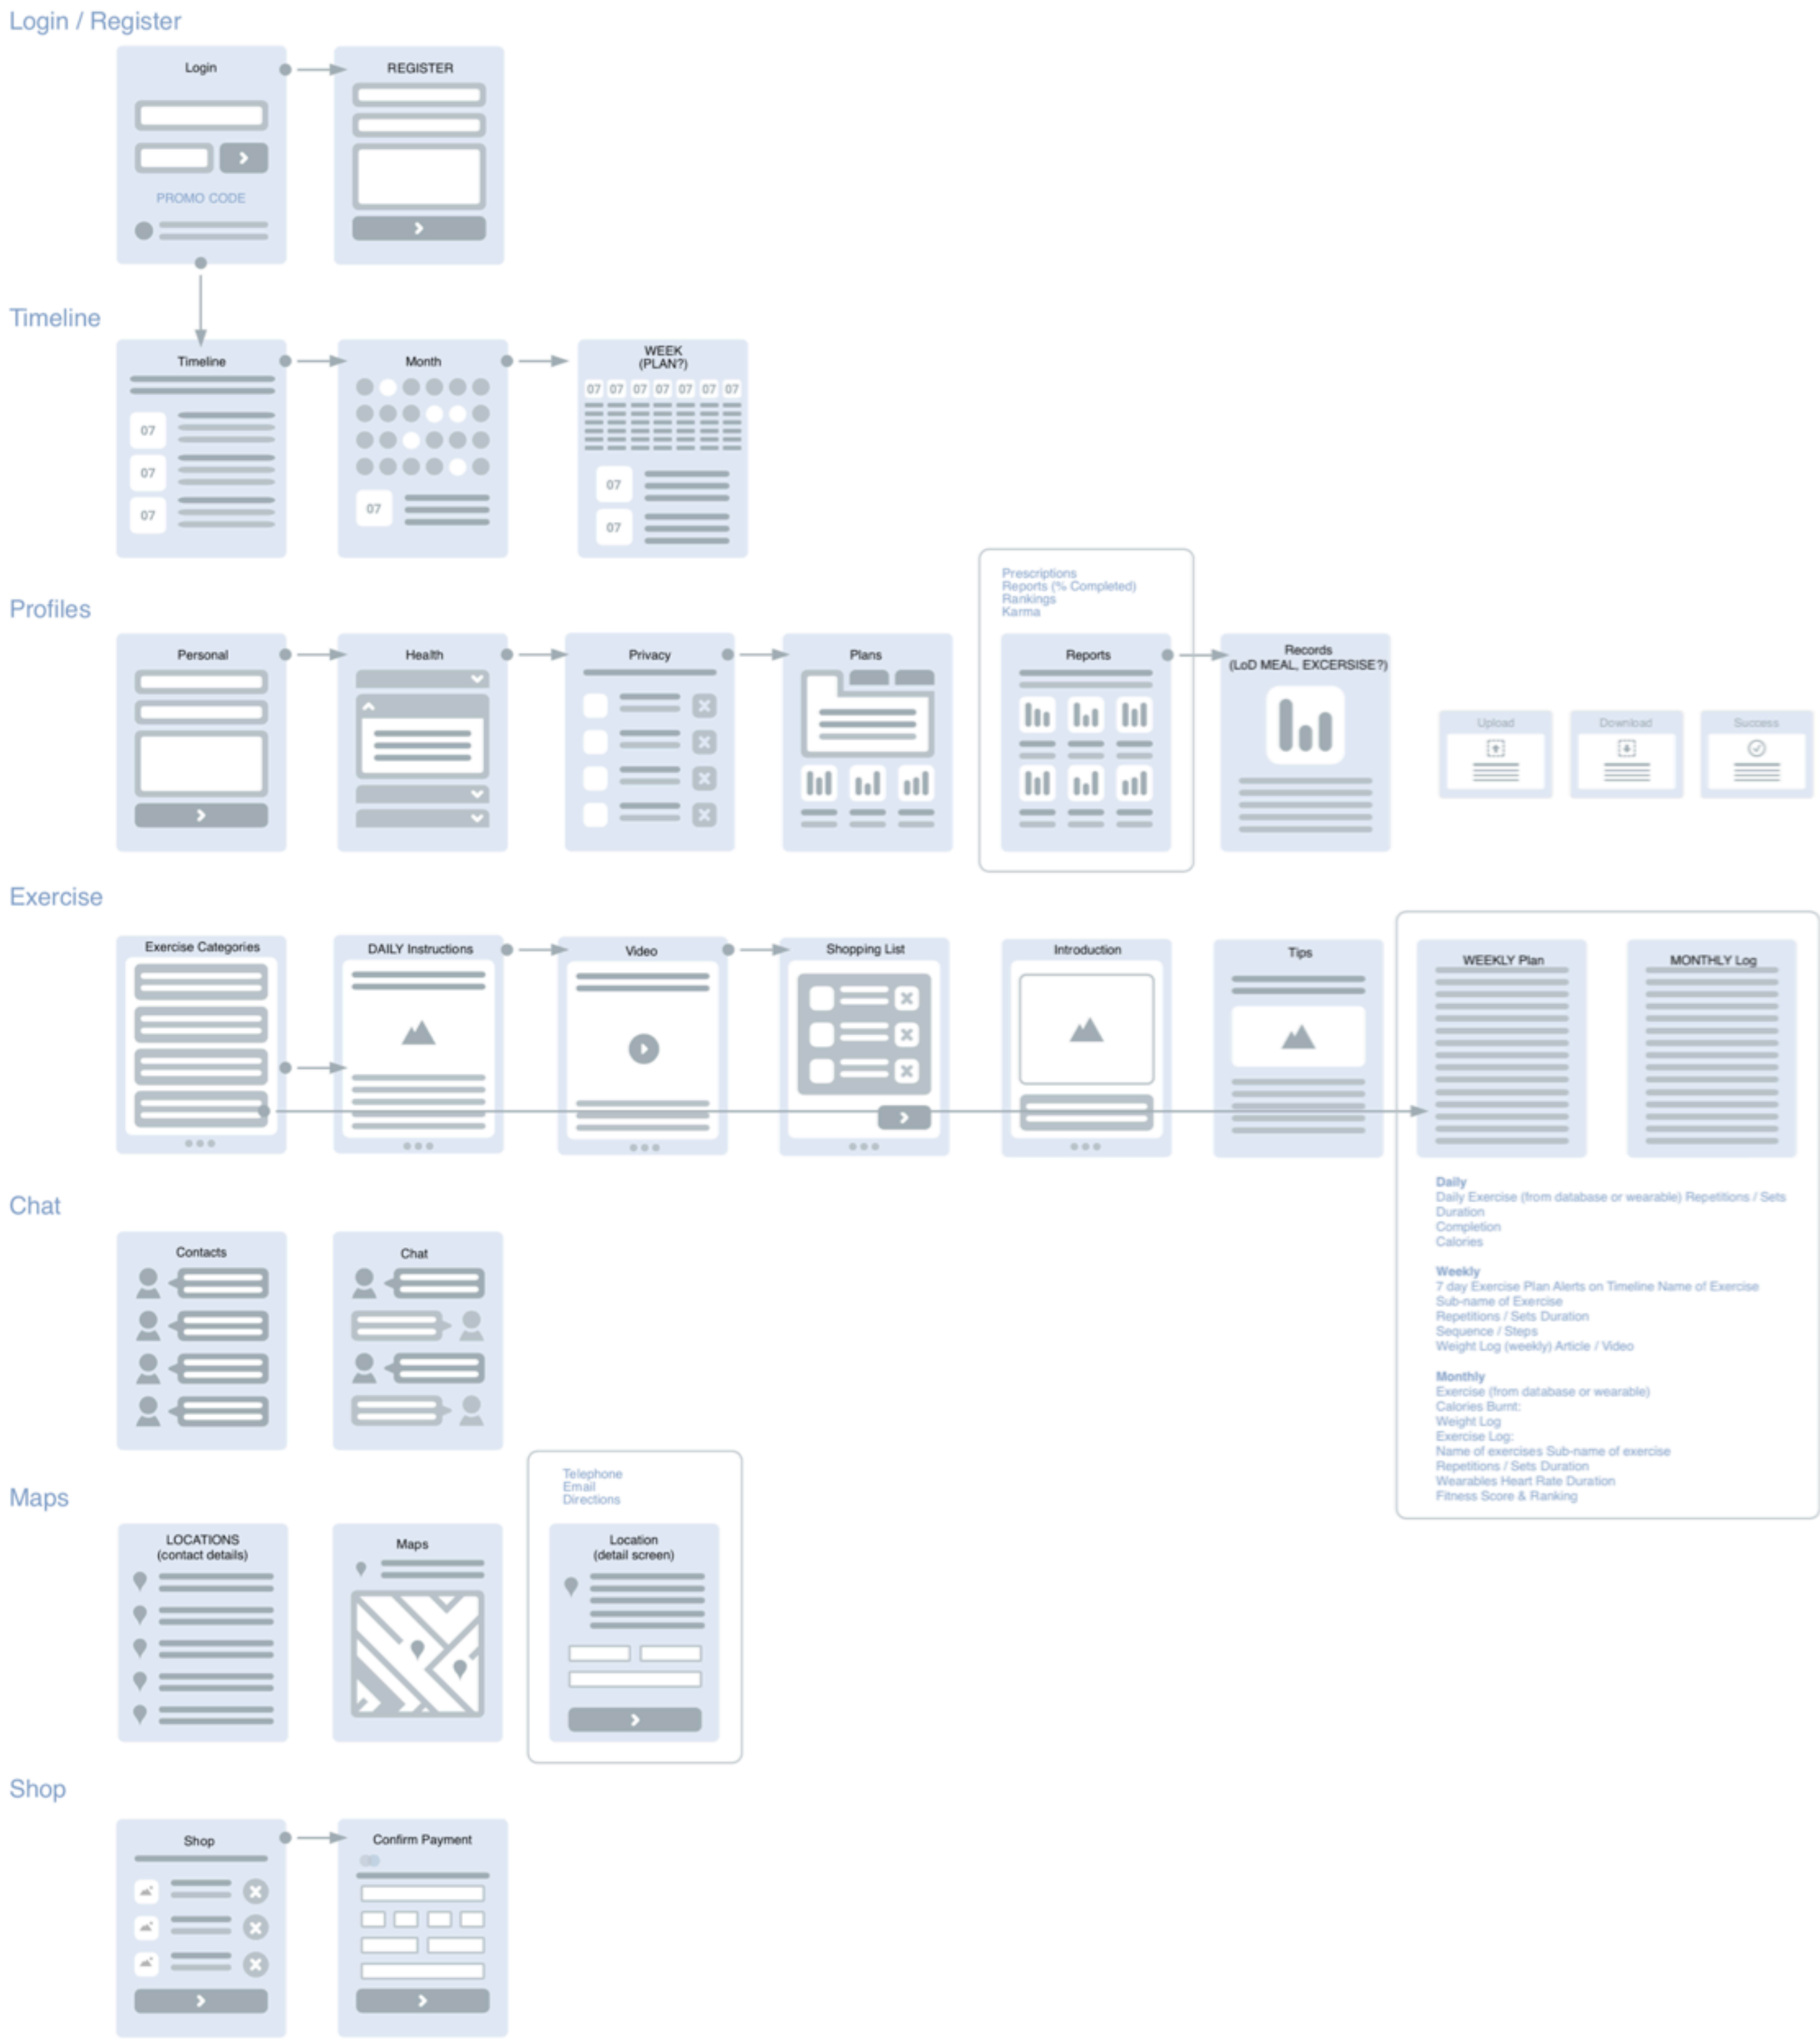 Login / Register
Login
REGISTER
PROMO CODE
Timeline
Timeline
Month
WEEK
(PLAN?)
07
07
07
07
07 07 07 07 07 07 07
07
07
Profiles
Prescriptions
Reports (% Completed)
Rankings
Karma
Personal
Health
Privacy
Plans
Reports
Records
(LoD MEAL, EXCERSISE?)
Upload
Download
Success
Exercise
Exercise Categories
DAILY Instructions
Video
Shopping List
Introduction
Tips
WEEKLY Plan
MONTHLY Log
Daily
Daily Exercise (from database or wearable) Repetitions / Sets
Duration
Completion
Calories
Weekly
7 day Exercise Plan Alerts on Timeline Name of Exercise
Sub-name of Exercise
Repetitions / Sets Duration
Sequence / Steps
Weight Log (weekly) Article / Video
Monthly
Exercise (from database or wearable)
Calories Burnt:
Weight Log
Exercise Log:
Name of exercises Sub-name of exercise
Repetitions / Sets Duration
Wearables Heart Rate Duration
Fitness Score & Ranking
Chat
Contacts
Chat
Maps
LOCATIONS
(contact details)
Maps
Telephone
Email
Directions
Location
(detail screen)
Shop
Shop
Confirm Payment